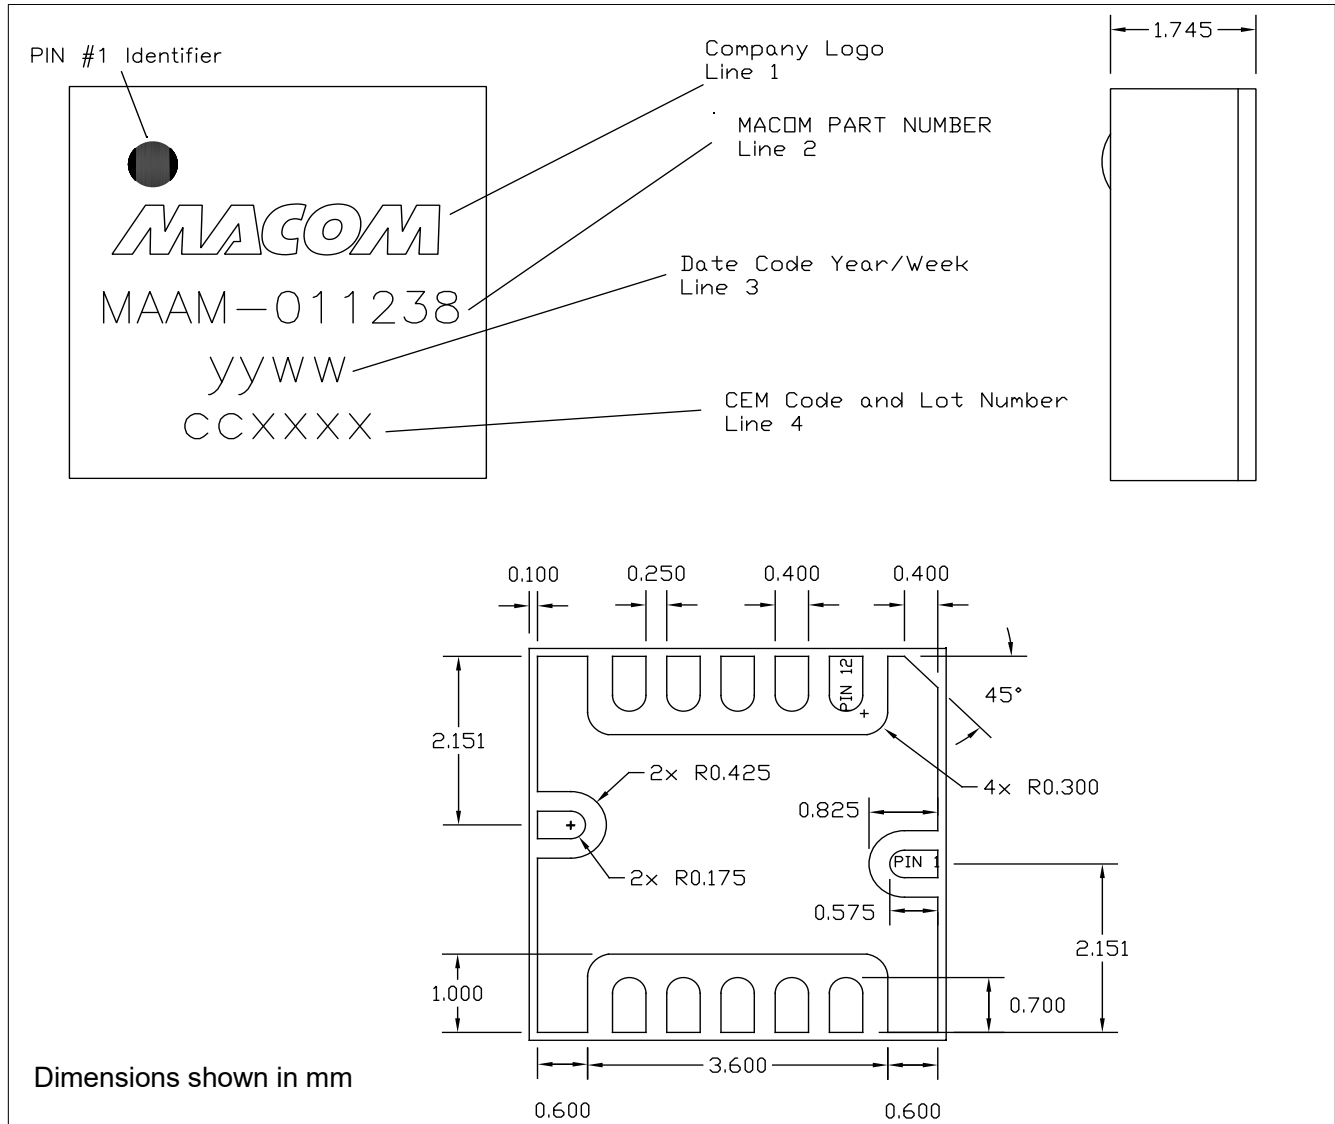 PIN #1 Identifier
Company Logo
Line 1
1.745
MACOM PART NUMBER
Line 2
MACOM
Date Code Year/Week
Line 3
MAAM-011238
yyww
CEM Code and Lot Number
Line 4
CCXXXX
0.100
0.250
0.400
0.400
PIN 12
45°
2.151
2x R0.425
4x R0.300
0.825
PIN 1
2x R0.175
0.575
2.151
1.000
0.700
3.600
Dimensions shown in mm
0.600
0.600